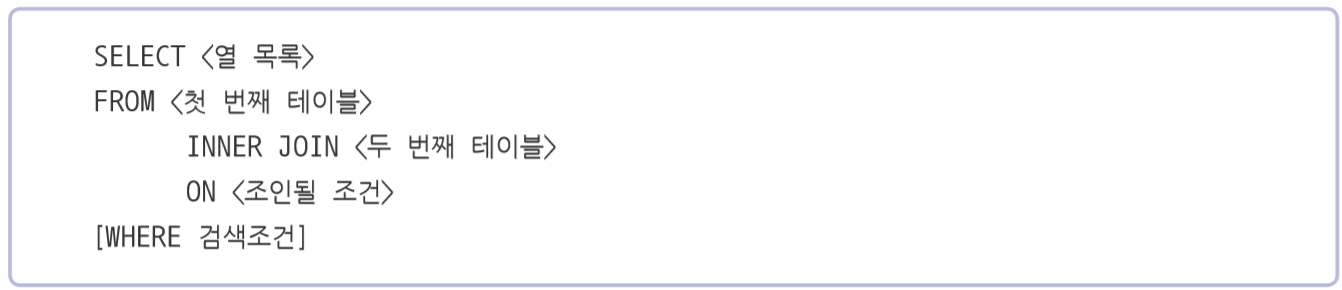 SELECT <열 목록>
FROM <첫 번째 테이블>
INNER JOIN <두 번째 테이블>
ON <조인될 조건>
[WHERE 검색조건]